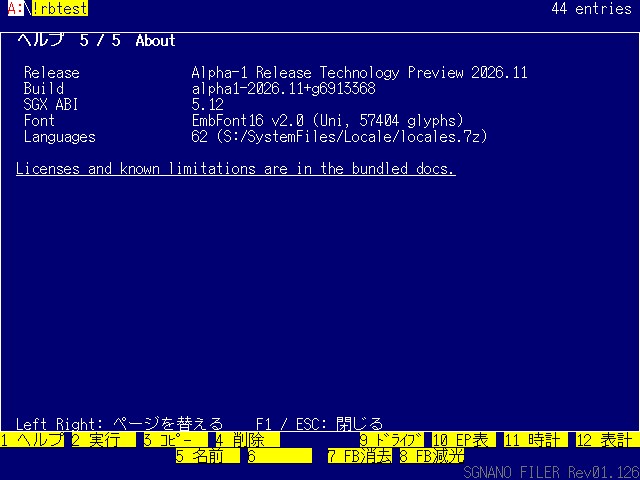 A:\!rbtest 44 entries
ヘルプ 5 / 5 About
Release Alpha-1 Release Technology Preview 2026.11
Build alpha1-2026.11+g6913368
SGX ABI 5.12
Font EmbFont16 v2.0 (Uni, 57404 glyphs)
Languages 62 (S:/SystemFiles/Locale/locales.7z)
Licenses and known limitations are in the bundled docs.
Left Right: ページを替える F1 / ESC: 閉じる
1 ヘルプ 2 実行 3 ｺﾋﾟｰ 4 削除 9 ﾄﾞﾗｲﾌﾞ 10 EP表 11 時計 12 表計
5 名前 6 7 FB消去 8 FB減光
SGNANO FILER Rev01.126